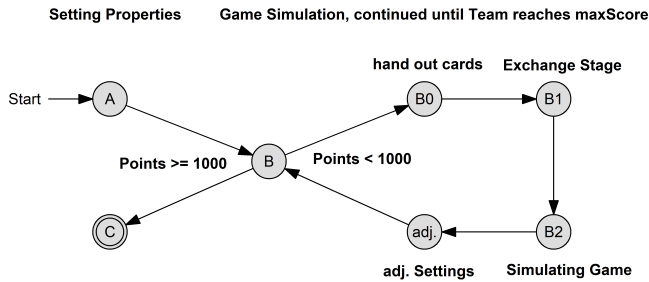 Setting Properties
Game Simulation, continued until Team reaches maxScore
hand out cards
Exchange Stage
Start
A
B0
B1
Points >= 1000
B
Points < 1000
C
adj.
B2
adj. Settings
Simulating Game